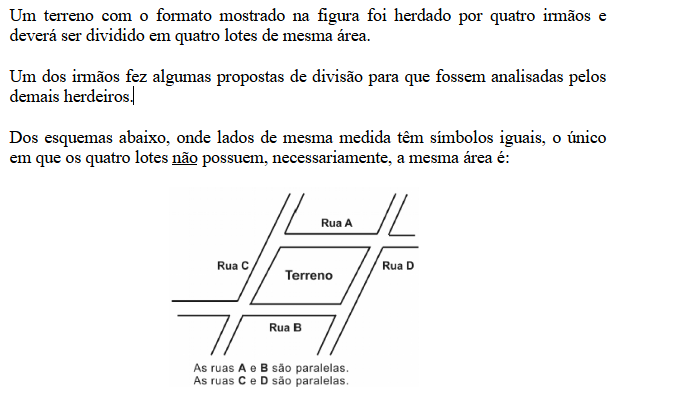 Um terreno com o formato mostrado na figura foi herdado por quatro irmãos e
deverá ser dividido em quatro lotes de mesma área.
Um dos irmãos fez algumas propostas de divisão para que fossem analisadas pelos
demais herdeiros.
Dos esquemas abaixo, onde lados de mesma medida têm símbolos iguais, o único
em que os quatro lotes não possuem, necessariamente, a mesma área é:
Rua A
Rua C
Terreno
Rua D
Rua B
As ruas A e B são paralelas.
As ruas C e D são paralelas.